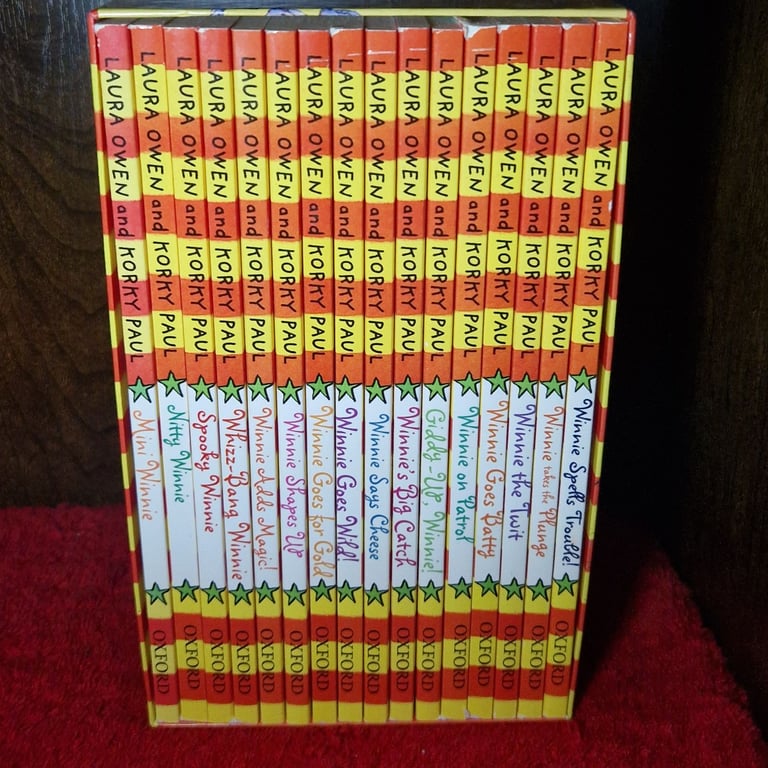 LAURA OWEN and KORKY PAUL Mini Winnie OXFORD
LAURA OWEN and KORKY PAUL Nitty Winnie OXFORD
LAURA OWEN and KORKY PAUL Spooky Winnie OXFORD
LAURA OWEN and KORKY PAUL Whizz-Bang Winnie OXFORD
LAURA OWEN and KORKY PAUL Winnie Adds Magic! OXFORD
LAURA OWEN and KORKY PAUL Winnie Shapes Up OXFORD
LAURA OWEN and KORKY PAUL Winnie Goes for Gold OXFORD
LAURA OWEN and KORKY PAUL Winnie Goes Wild! OXFORD
LAURA OWEN and KORKY PAUL Winnie Says Cheese OXFORD
LAURA OWEN and KORKY PAUL Winnie's Big Catch OXFORD
LAURA OWEN and KORKY PAUL Giddy-Up, Winnie! OXFORD
LAURA OWEN and KORKY PAUL Winnie on Patrol OXFORD
LAURA OWEN and KORKY PAUL Winnie Goes Batty OXFORD
LAURA OWEN and KORKY PAUL Winnie the Twit OXFORD
LAURA OWEN and KORKY PAUL Winnie takes the Plunge OXFORD
LAURA OWEN and KORKY PAUL Winnie Spells Trouble! OXFORD